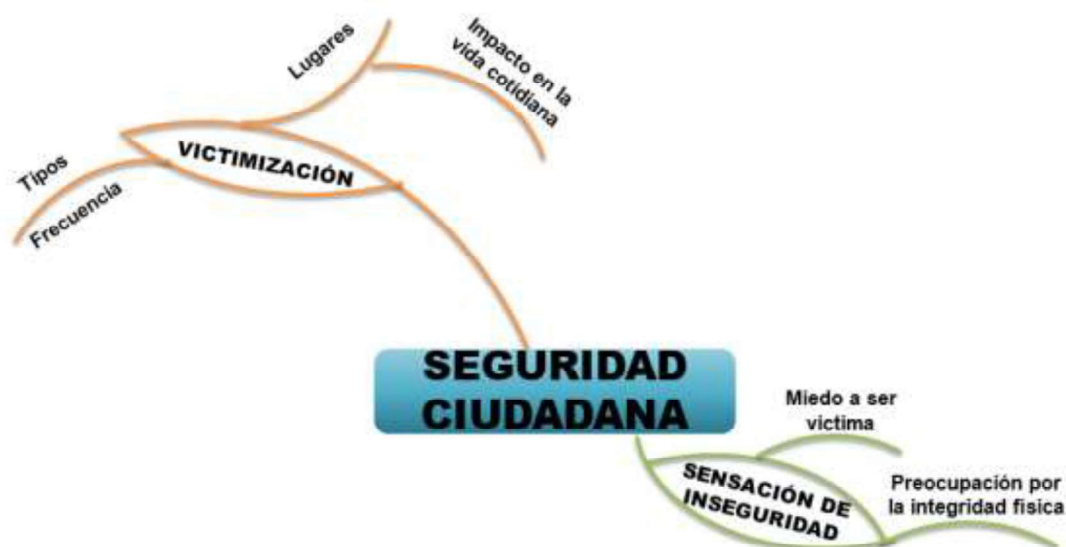 Lugares
Impacto en la
vida cotidiana
VICTIMIZACIÓN
Tipos
Frecuencia
SEGURIDAD
CIUDADANA
Miedo a ser
victima
SENSACIÓN DE
INSEGURIDAD
Preocupación por
la integridad física